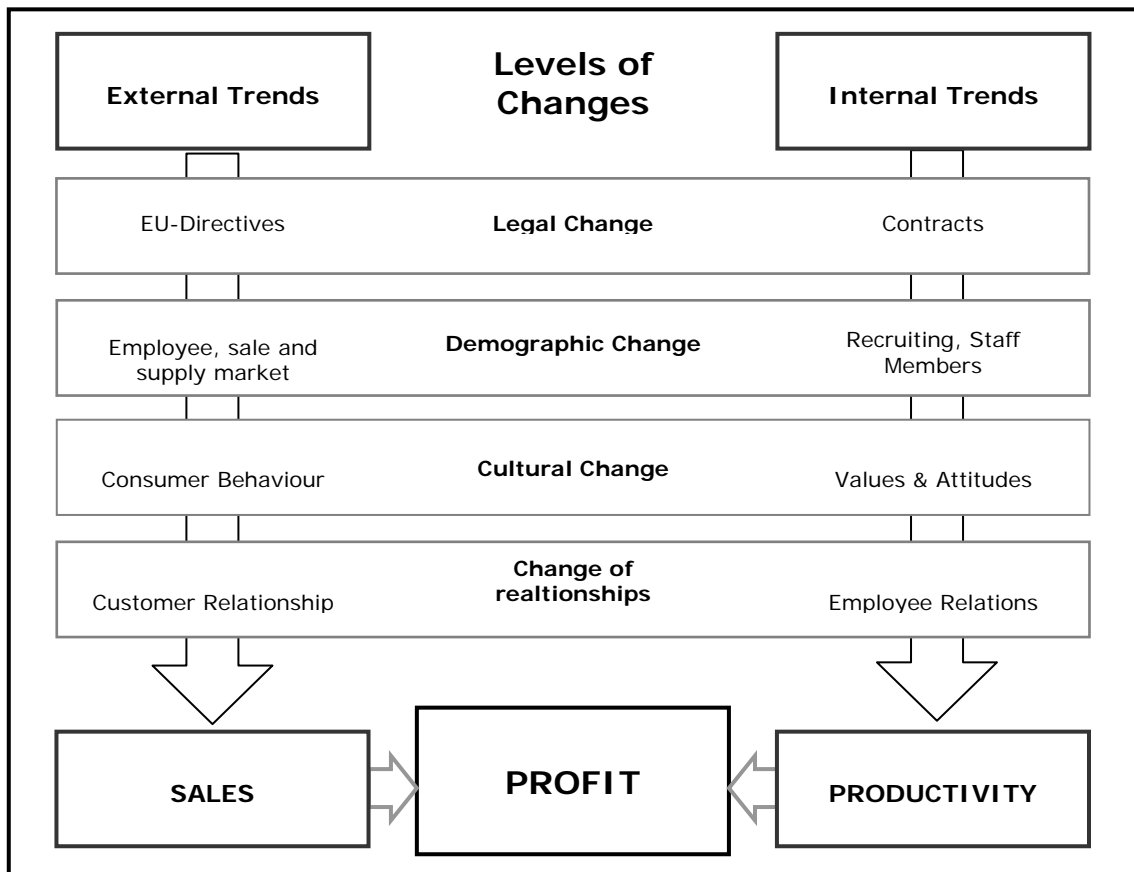 External Trends
Levels of
Changes
Internal Trends
EU-Directives
Legal Change
Contracts
Employee, sale and
supply market
Demographic Change
Recruiting, Staff
Members
Consumer Behaviour
Cultural Change
Values & Attitudes
Customer Relationship
Change of
realtionships
Employee Relations
SALES
PROFIT
PRODUCTIVITY